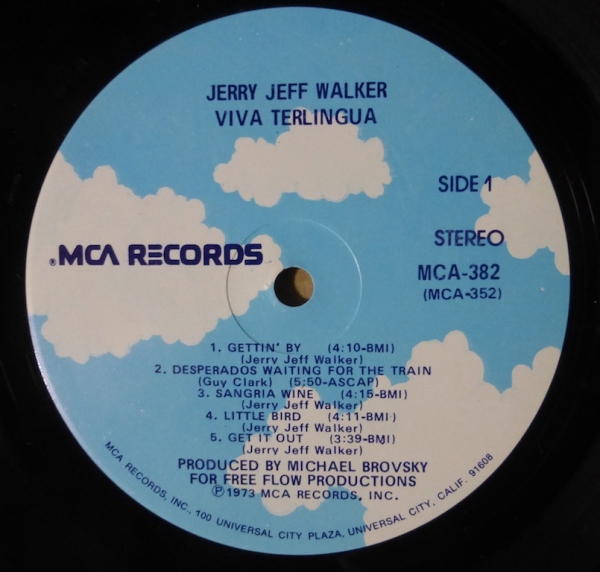 JERRY JEFF WALKER
VIVA TERLINGUA
SIDE 1
STEREO
® MCA RECORDS
MCA-382
(MCA-352)
1. GETTIN' BY (4:10-BMI)
(Jerry Jeff Walker)
2. DESPERADOS WAITING FOR THE TRAIN
(Guy Clark) (5:50-ASCAP)
3. SANGRIA WINE (4:15-BMI)
(Jerry Jeff Walker)
4. LITTLE BIRD (4:11-BMI)
(Jerry Jeff Walker)
5. GET IT OUT (3:39-BMI)
(Jerry Jeff Walker)
PRODUCED BY MICHAEL BROVSKY
FOR FREE FLOW PRODUCTIONS
℗ 1973 MCA RECORDS, INC.
MCA RECORDS, INC., 100 UNIVERSAL CITY PLAZA, UNIVERSAL CITY, CALIF. 91608